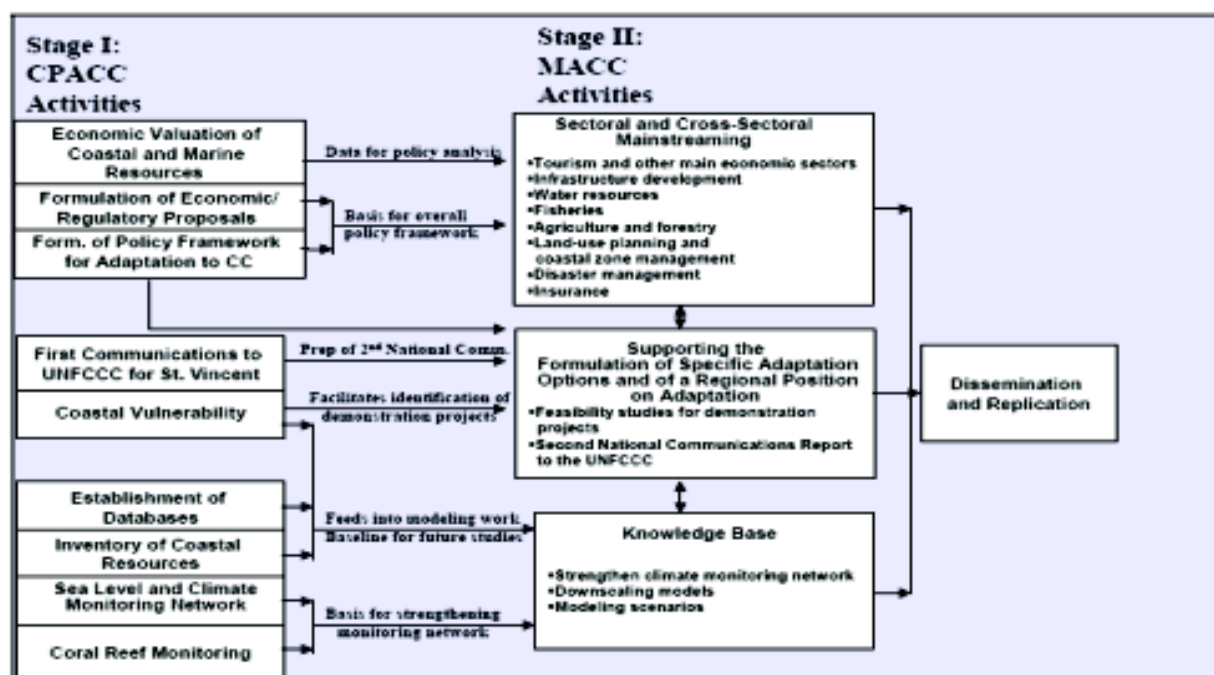 Stage I:
CPACC
Activities
Stage II:
MACC
Activities
Economic Valuation of
Coastal and Marine
Resources
Formulation of Economic/
Regulatory Proposals
Form. of Policy Framework
for Adaptation to CC
Data for policy analysis
Basis for overall
policy framework
Sectoral and Cross-Sectoral
Mainstreaming
•Tourism and other main economic sectors
•Infrastructure development
•Water resources
•Fisheries
•Agriculture and forestry
•Land-use planning and
coastal zone management
•Disaster management
•Insurance
First Communications to
UNFCCC for St. Vincent
Coastal Vulnerability
Prep of 2nd National Comm.
Facilitates identification of
demonstration projects
Supporting the
Formulation of Specific Adaptation
Options and of a Regional Position
on Adaptation
•Feasibility studies for demonstration
projects
•Second National Communications Report
to the UNFCCC
Dissemination
and Replication
Establishment of
Databases
Inventory of Coastal
Resources
Sea Level and Climate
Monitoring Network
Coral Reef Monitoring
Feeds into modeling work
Baseline for future studies
Basis for strengthening
monitoring network
Knowledge Base
•Strengthen climate monitoring network
•Downscaling models
•Modeling scenarios